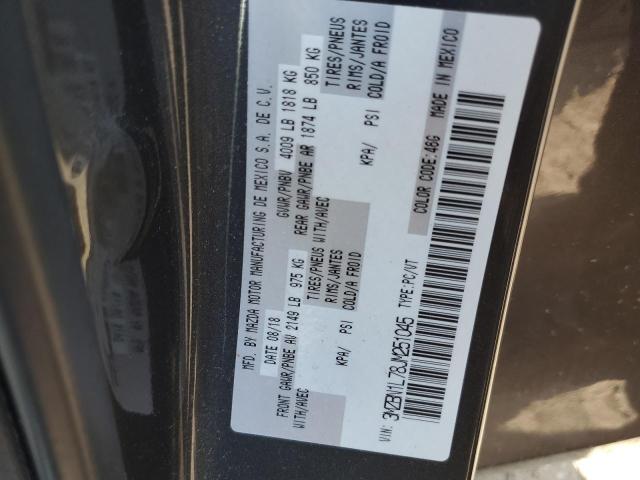 MFD. BY MAZDA MOTOR MANUFACTURING DE MEXICO S.A. DE C.V.
DATE 08/18 GVWR/PNBV 4009 LB 1818 KG
FRONT GAWR/PNBE AV 2149 LB 975 KG REAR GAWR/PNBE AR 1874 LB 850 KG
WITH/AVEC TIRES/PNEUS WITH/AVEC TIRES/PNEUS
RIMS/JANTES RIMS/JANTES
KPA/ PSI COLD/A FROID KPA/ PSI COLD/A FROID
VIN: 3MZBN1L78JM251045 TYPE:PC/VT COLOR CODE:46G MADE IN MEXICO